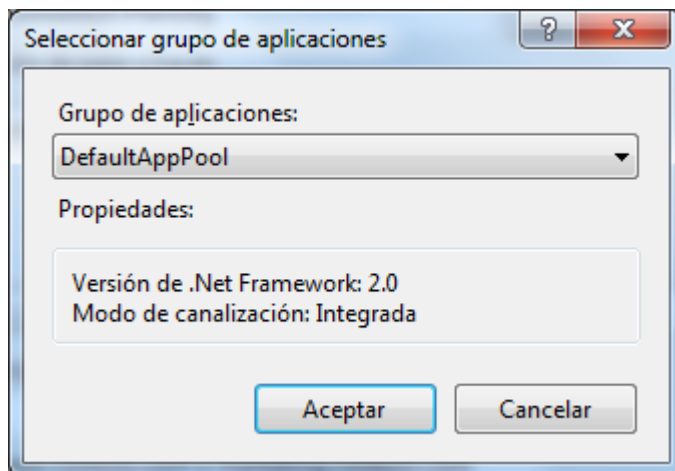 Seleccionar grupo de aplicaciones
Grupo de aplicaciones:
DefaultAppPool
Propiedades:
Versión de .Net Framework: 2.0
Modo de canalización: Integrada
Aceptar Cancelar